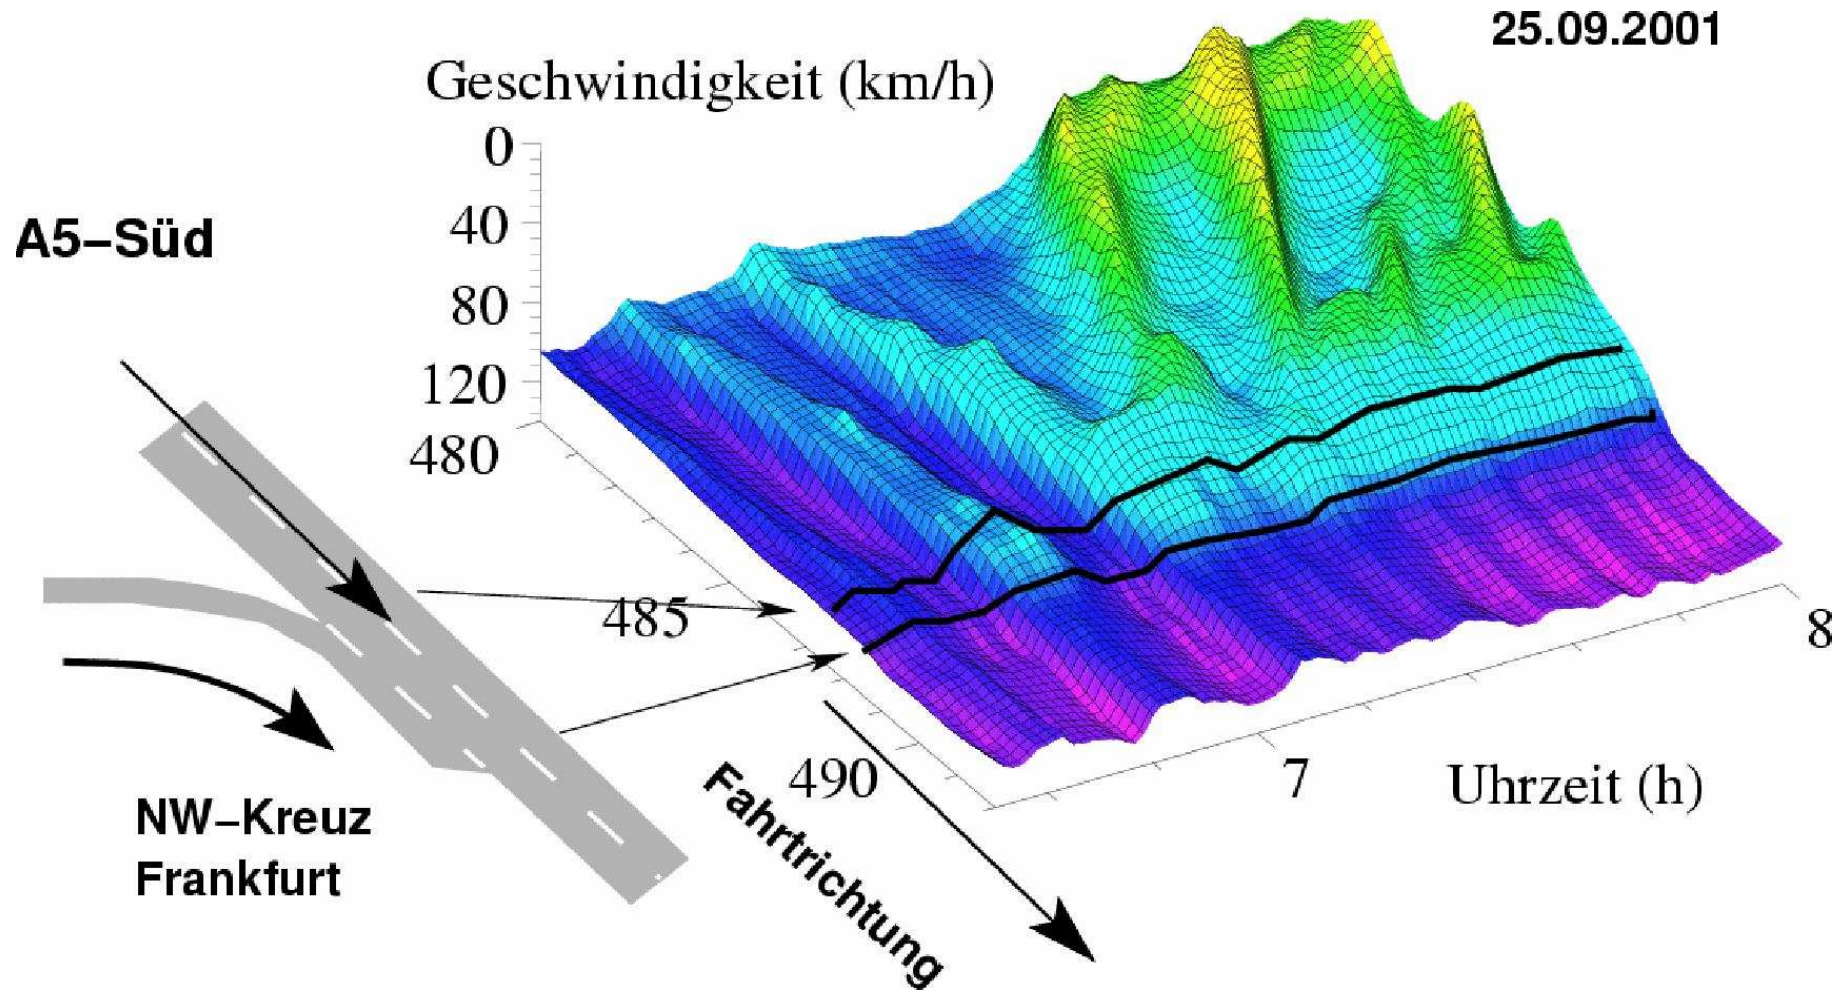 25.09.2001
Geschwindigkeit (km/h)
0
40
80
120
A5–Süd
480
485
490
7
8
Uhrzeit (h)
Fahrtrichtung
NW–Kreuz
Frankfurt